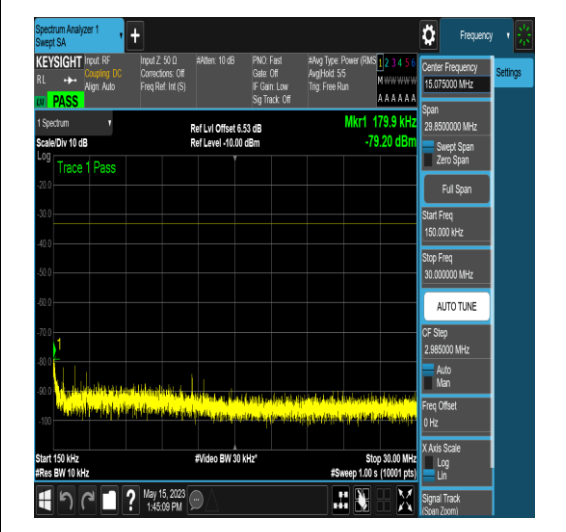 Spectrum Analyzer 1
Swept SA
+
Frequency
KEYSIGHT
Input: RF
Coupling: DC
Align: Auto
RL
LXI
PASS
Input Z: 50 Ω
Corrections: Off
Freq Ref: Int (S)
#Atten: 10 dB
PNO: Fast
Gate: Off
IF Gain: Low
Sig Track: Off
#Avg Type: Power (RMS
Avg|Hold: 5/5
Trig: Free Run
1 2 3 4 5 6
M W W W W W
A A A A A A
1 Spectrum
Scale/Div 10 dB
Ref Lvl Offset 6.53 dB
Ref Level -10.00 dBm
Mkr1 179.9 kHz
-79.20 dBm
Log
Trace 1 Pass
-20.0
-30.0
-40.0
-50.0
-60.0
-70.0
-80.0
-90.0
-100
1
Start 150 kHz
#Res BW 10 kHz
#Video BW 30 kHz*
Stop 30.00 MHz
#Sweep 1.00 s (10001 pts)
May 15, 2023
1:45:09 PM
?
Center Frequency
15.075000 MHz
Settings
Span
29.8500000 MHz
Swept Span
Zero Span
Full Span
Start Freq
150.000 kHz
Stop Freq
30.000000 MHz
AUTO TUNE
CF Step
2.985000 MHz
Auto
Man
Freq Offset
0 Hz
X Axis Scale
Log
Lin
Signal Track
(Span Zoom)